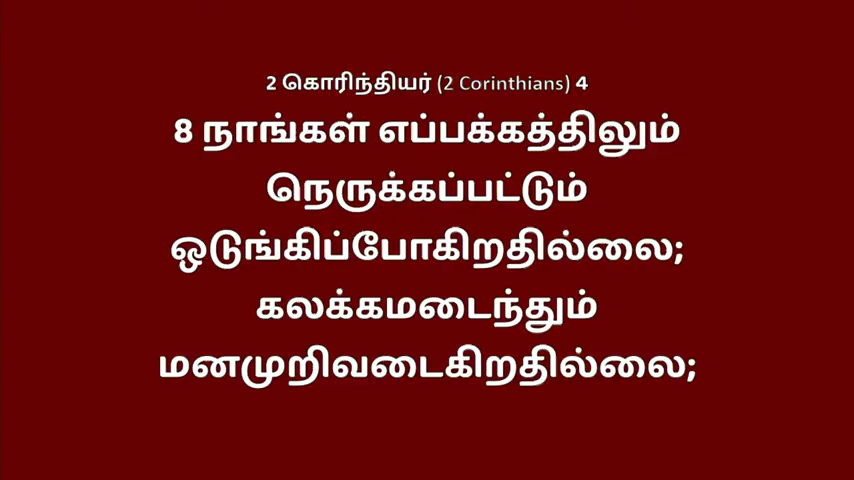 2 கொரிந்தியர் (2 Corinthians) 4
8 நாங்கள் எப்பக்கத்திலும்
நெருக்கப்பட்டும்
ஒடுங்கிப்போகிறதில்லை;
கலக்கமடைந்தும்
மனமுறிவடைகிறதில்லை;